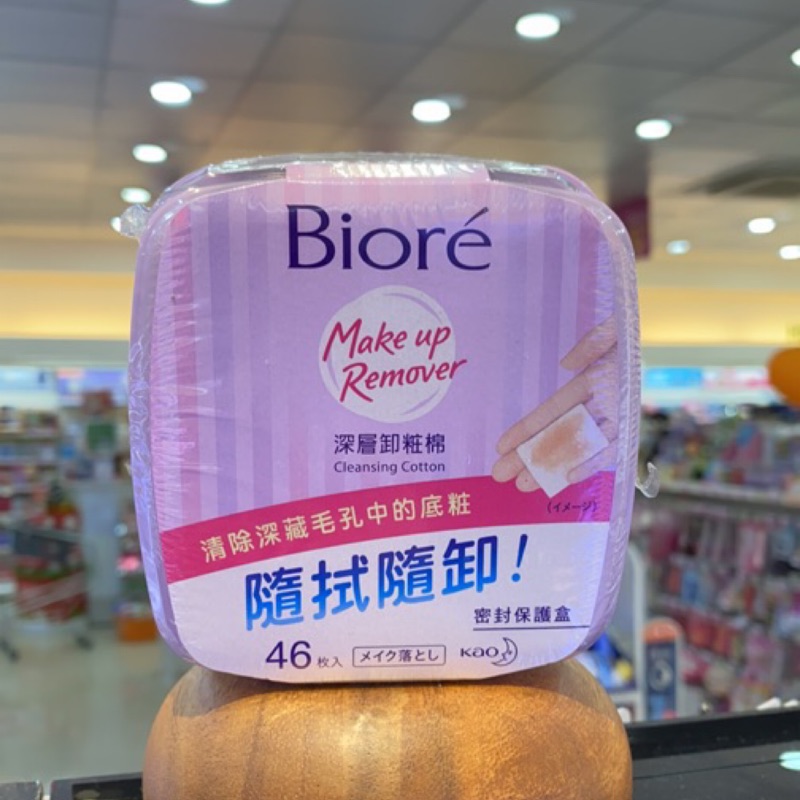 Bioré
Make up
Remover
深層卸粧棉
Cleansing Cotton
(イメージ)
清除深藏毛孔中的底粧
隨拭隨卸!
密封保護盒
46枚入 メイク落とし Kao